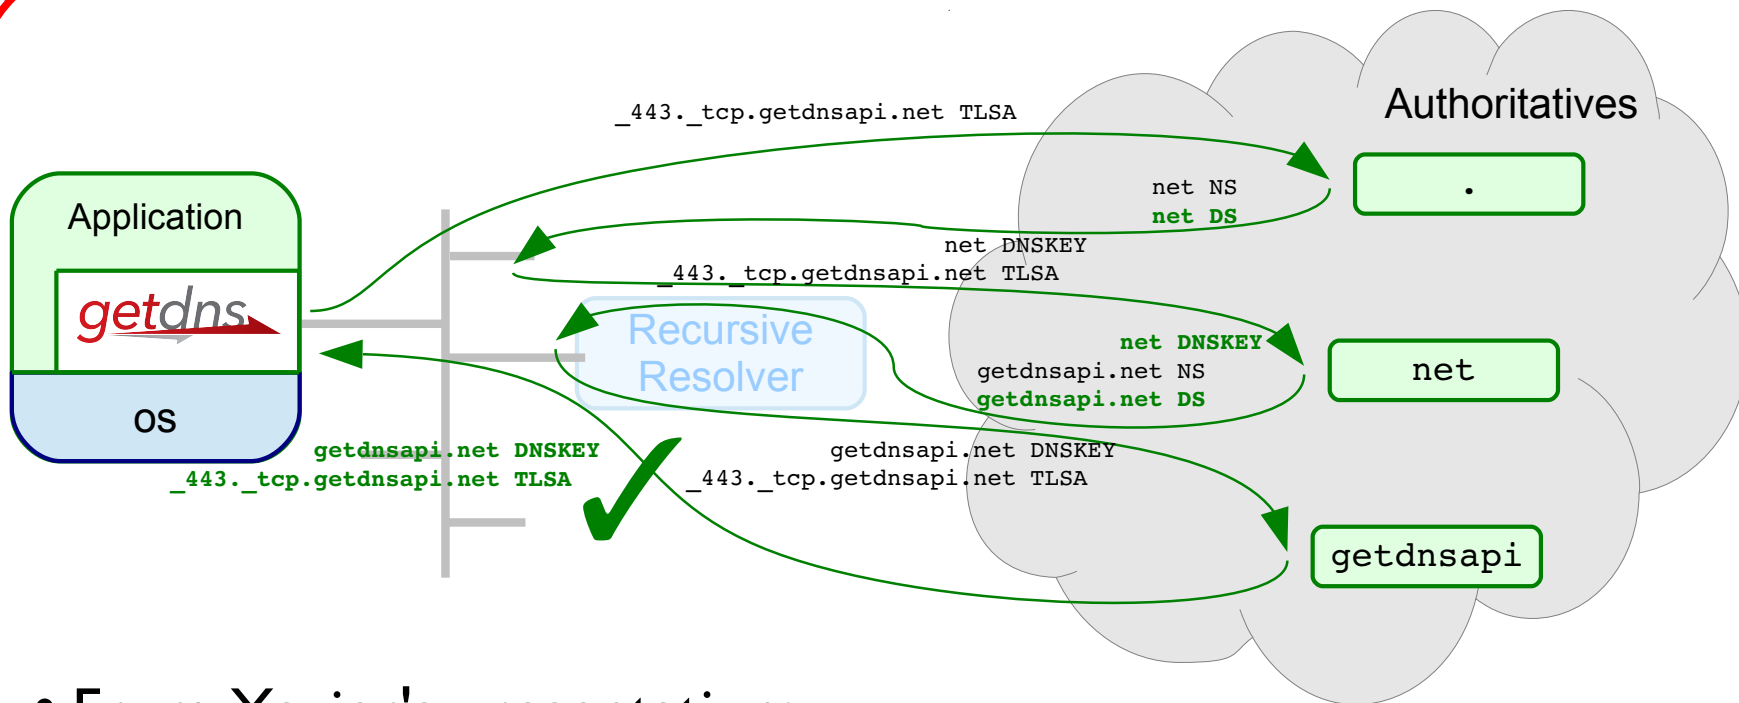 _443._tcp.getdnsapi.net TLSA
Authoritatives
.
net NS
net DS
Application
getdns
OS
net DNSKEY
_443._tcp.getdnsapi.net TLSA
Recursive
Resolver
net DNSKEY
getdnsapi.net NS
getdnsapi.net DS
net
getdnsapi.net DNSKEY
_443._tcp.getdnsapi.net TLSA
getdnsapi.net DNSKEY
_443._tcp.getdnsapi.net TLSA
getdnsapi